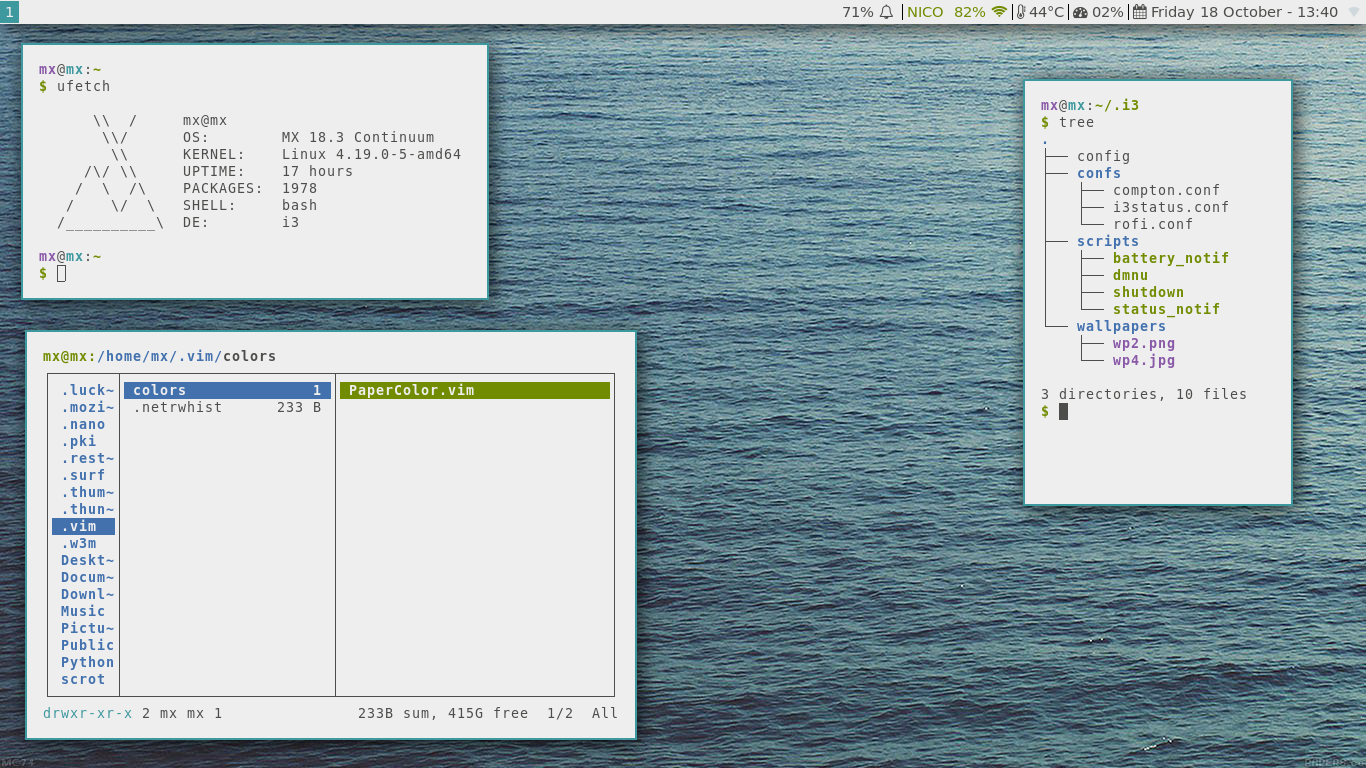 1
71% NICO 82% 44°C 02% Friday 18 October - 13:40
mx@mx:~
$ ufetch
\\ / mx@mx
\\/ OS: MX 18.3 Continuum
\\ KERNEL: Linux 4.19.0-5-amd64
/\/ \\ UPTIME: 17 hours
/ \ /\ PACKAGES: 1978
/ \/ \ SHELL: bash
/__________\ DE: i3
mx@mx:~
$
mx@mx:/home/mx/.vim/colors
.luck~ colors 1 PaperColor.vim
.mozi~ .netrwhist 233 B
.nano
.pki
.rest~
.surf
.thum~
.thun~
.vim
.w3m
Deskt~
Docum~
Downl~
Music
Pictu~
Public
Python
scrot
drwxr-xr-x 2 mx mx 1 233B sum, 415G free 1/2 All
mx@mx:~/.i3
$ tree
.
├── config
├── confs
│   ├── compton.conf
│   ├── i3status.conf
│   └── rofi.conf
├── scripts
│   ├── battery_notif
│   ├── dmnu
│   ├── shutdown
│   └── status_notif
└── wallpapers
    ├── wp2.png
    └── wp4.jpg
3 directories, 10 files
$